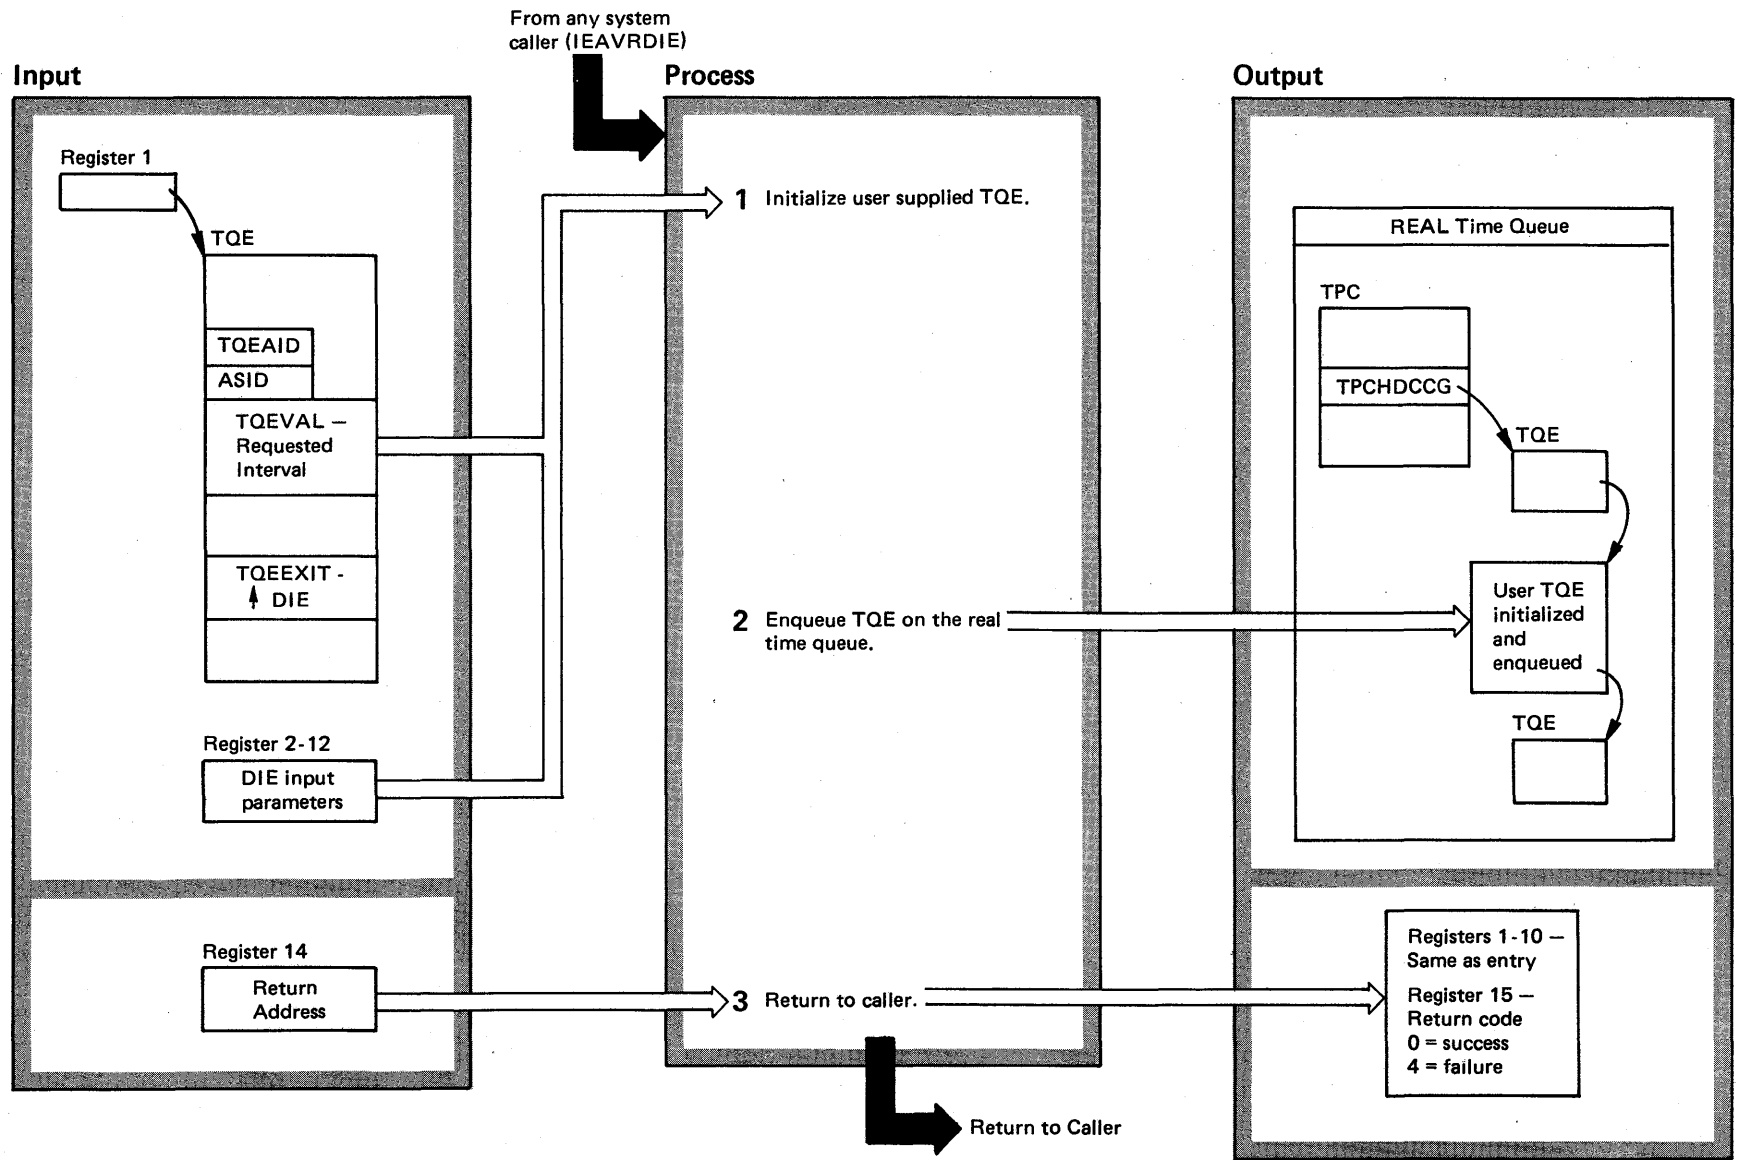 From any system
caller (IEAVRDIE)
Input
Process
Output
Register 1
TQE
TQEAID
ASID
TQEVAL —
Requested
Interval
TQEEXIT -
DIE
Register 2-12
DIE input
parameters
Register 14
Return
Address
1 Initialize user supplied TQE.
2 Enqueue TQE on the real
time queue.
3 Return to caller.
Return to Caller
REAL Time Queue
TPC
TPCHDCCG
TQE
User TQE
initialized
and
enqueued
TQE
Registers 1-10 —
Same as entry
Register 15 —
Return code
0 = success
4 = failure